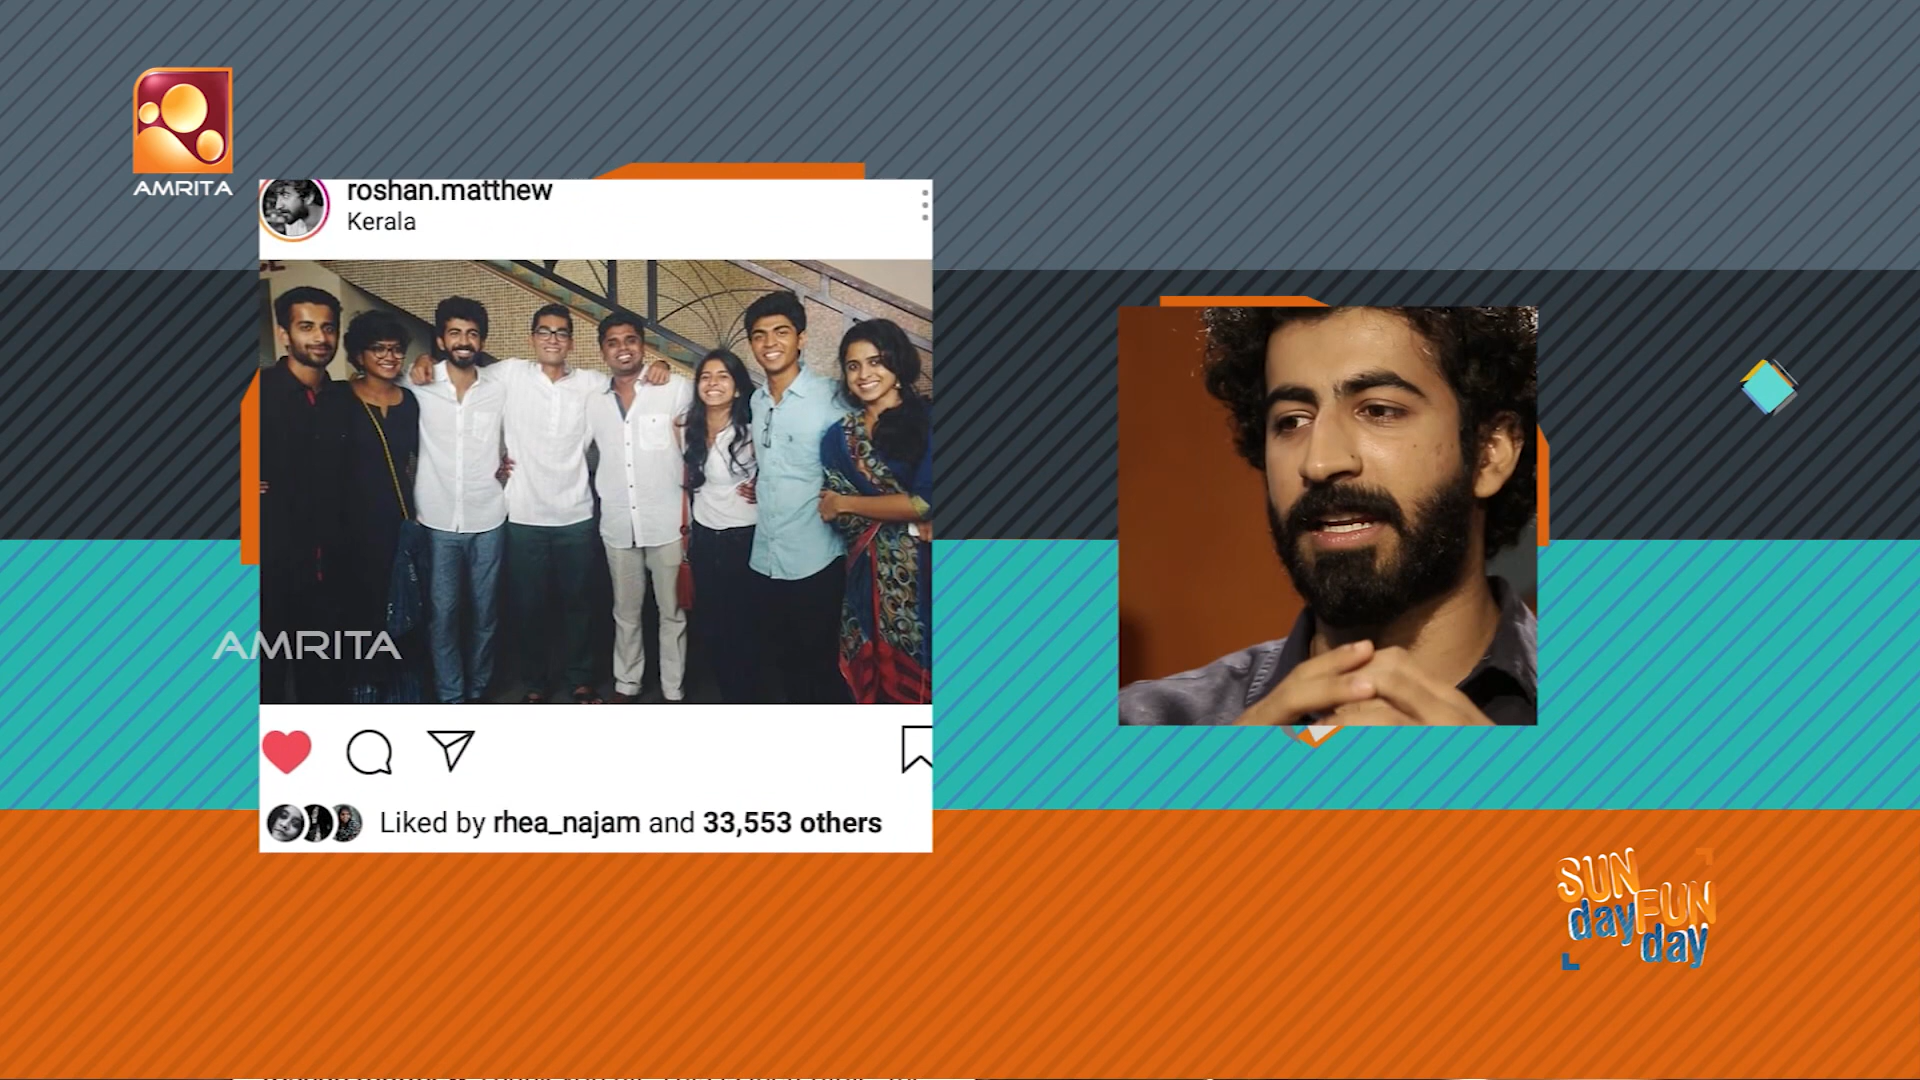 AMRITA
roshan.matthew
Kerala
AMRITA
Liked by rhea_najam and 33,553 others
SUN
day FUN
day